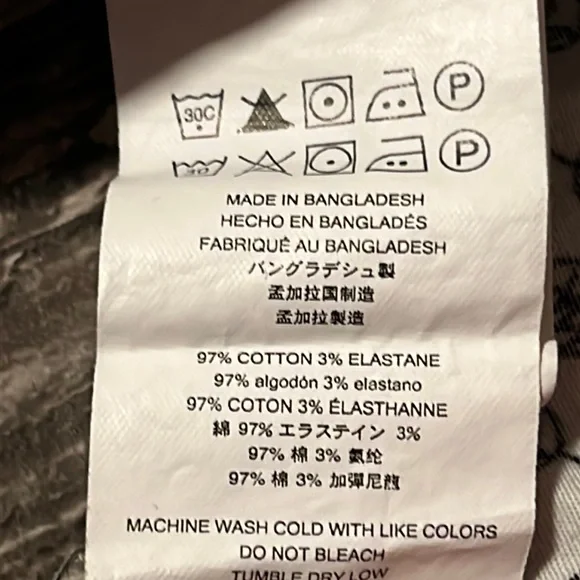 30C P
30 P
MADE IN BANGLADESH
HECHO EN BANGLADÉS
FABRIQUÉ AU BANGLADESH
バングラデシュ製
孟加拉国制造
孟加拉製造
97% COTTON 3% ELASTANE
97% algodón 3% elastano
97% COTON 3% ÉLASTHANNE
綿 97% エラステイン 3%
97% 棉 3% 氨纶
97% 棉 3% 加彈尼龍
MACHINE WASH COLD WITH LIKE COLORS
DO NOT BLEACH
TUMBLE DRY LOW